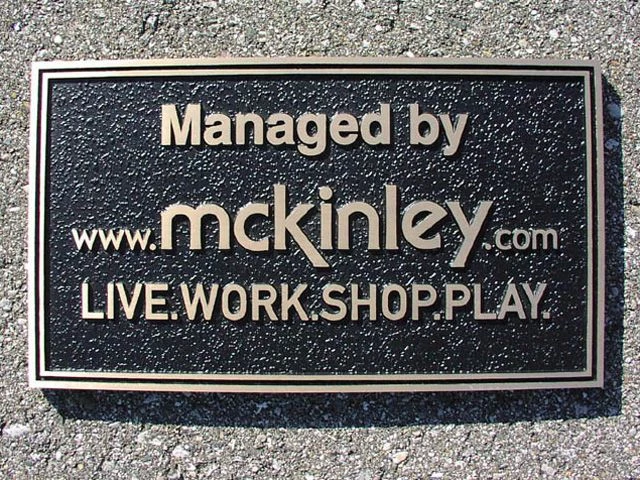 Managed by
www.mckinley.com
LIVE.WORK.SHOP.PLAY.